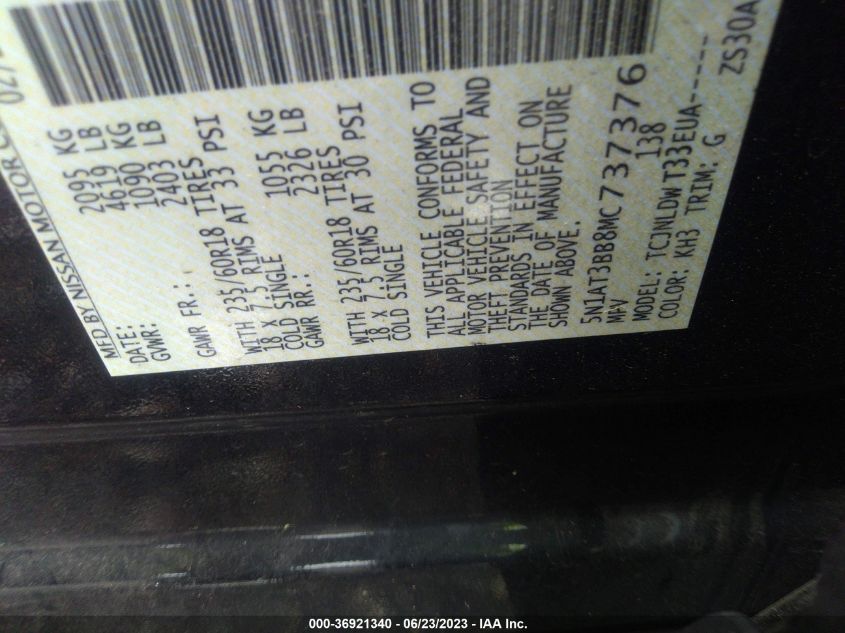 MFD BY NISSAN MOTOR
DATE:
GVWR: 2095 KG
4619 LB
GAWR FR.: 1090 KG
2403 LB
WITH 235/60R18 TIRES
18 X 7.5 RIMS AT 33 PSI
COLD SINGLE
GAWR RR.: 1055 KG
2326 LB
WITH 235/60R18 TIRES
18 X 7.5 RIMS AT 30 PSI
COLD SINGLE
THIS VEHICLE CONFORMS TO
ALL APPLICABLE FEDERAL
MOTOR VEHICLE SAFETY AND
THEFT PREVENTION
STANDARDS IN EFFECT ON
THE DATE OF MANUFACTURE
SHOWN ABOVE.
5N1AT3BB8MC737376
MFV 138
MODEL: TCJNLDW T33EUA-----
COLOR: KH3 TRIM: G
ZS30A
000-36921340 - 06/23/2023 - IAA Inc.